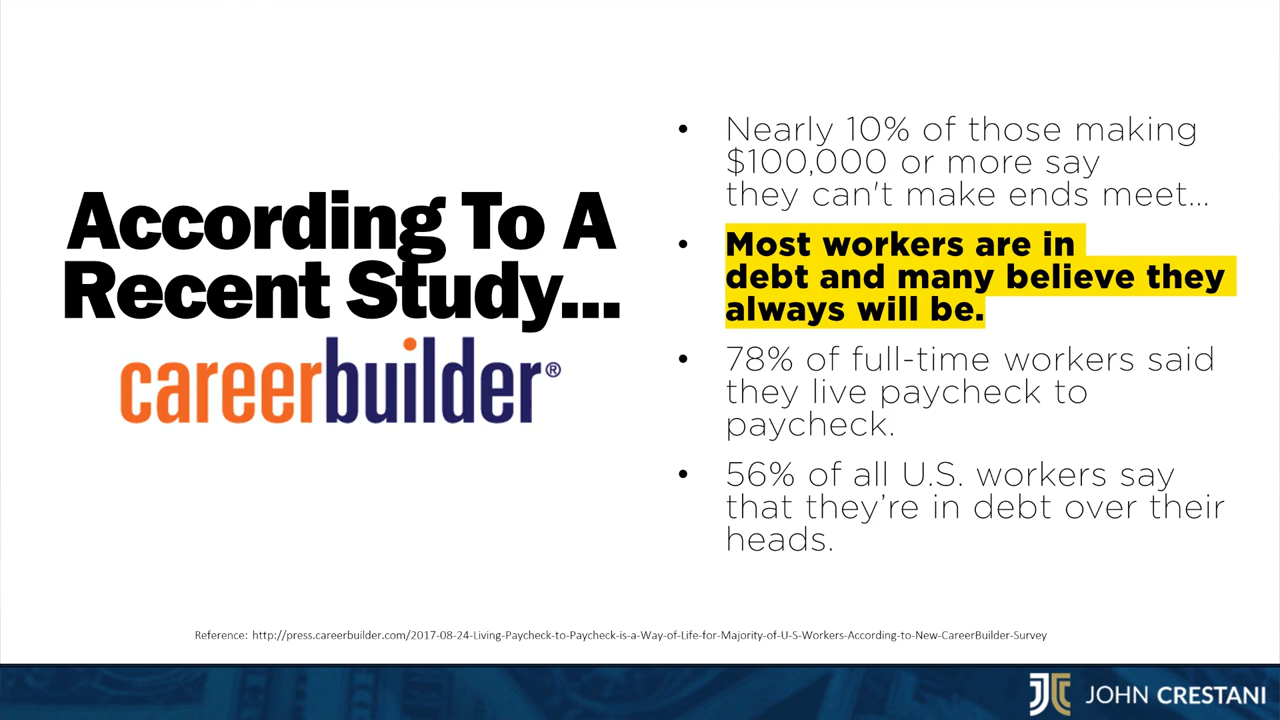 According To A
Recent Study...
careerbuilder®
• Nearly 10% of those making
$100,000 or more say
they can't make ends meet...
• Most workers are in
debt and many believe they
always will be.
• 78% of full-time workers said
they live paycheck to
paycheck.
• 56% of all U.S. workers say
that they’re in debt over their
heads.
Reference: http://press.careerbuilder.com/2017-08-24-Living-Paycheck-to-Paycheck-is-a-Way-of-Life-for-Majority-of-U-S-Workers-According-to-New-CareerBuilder-Survey
JC JOHN CRESTANI